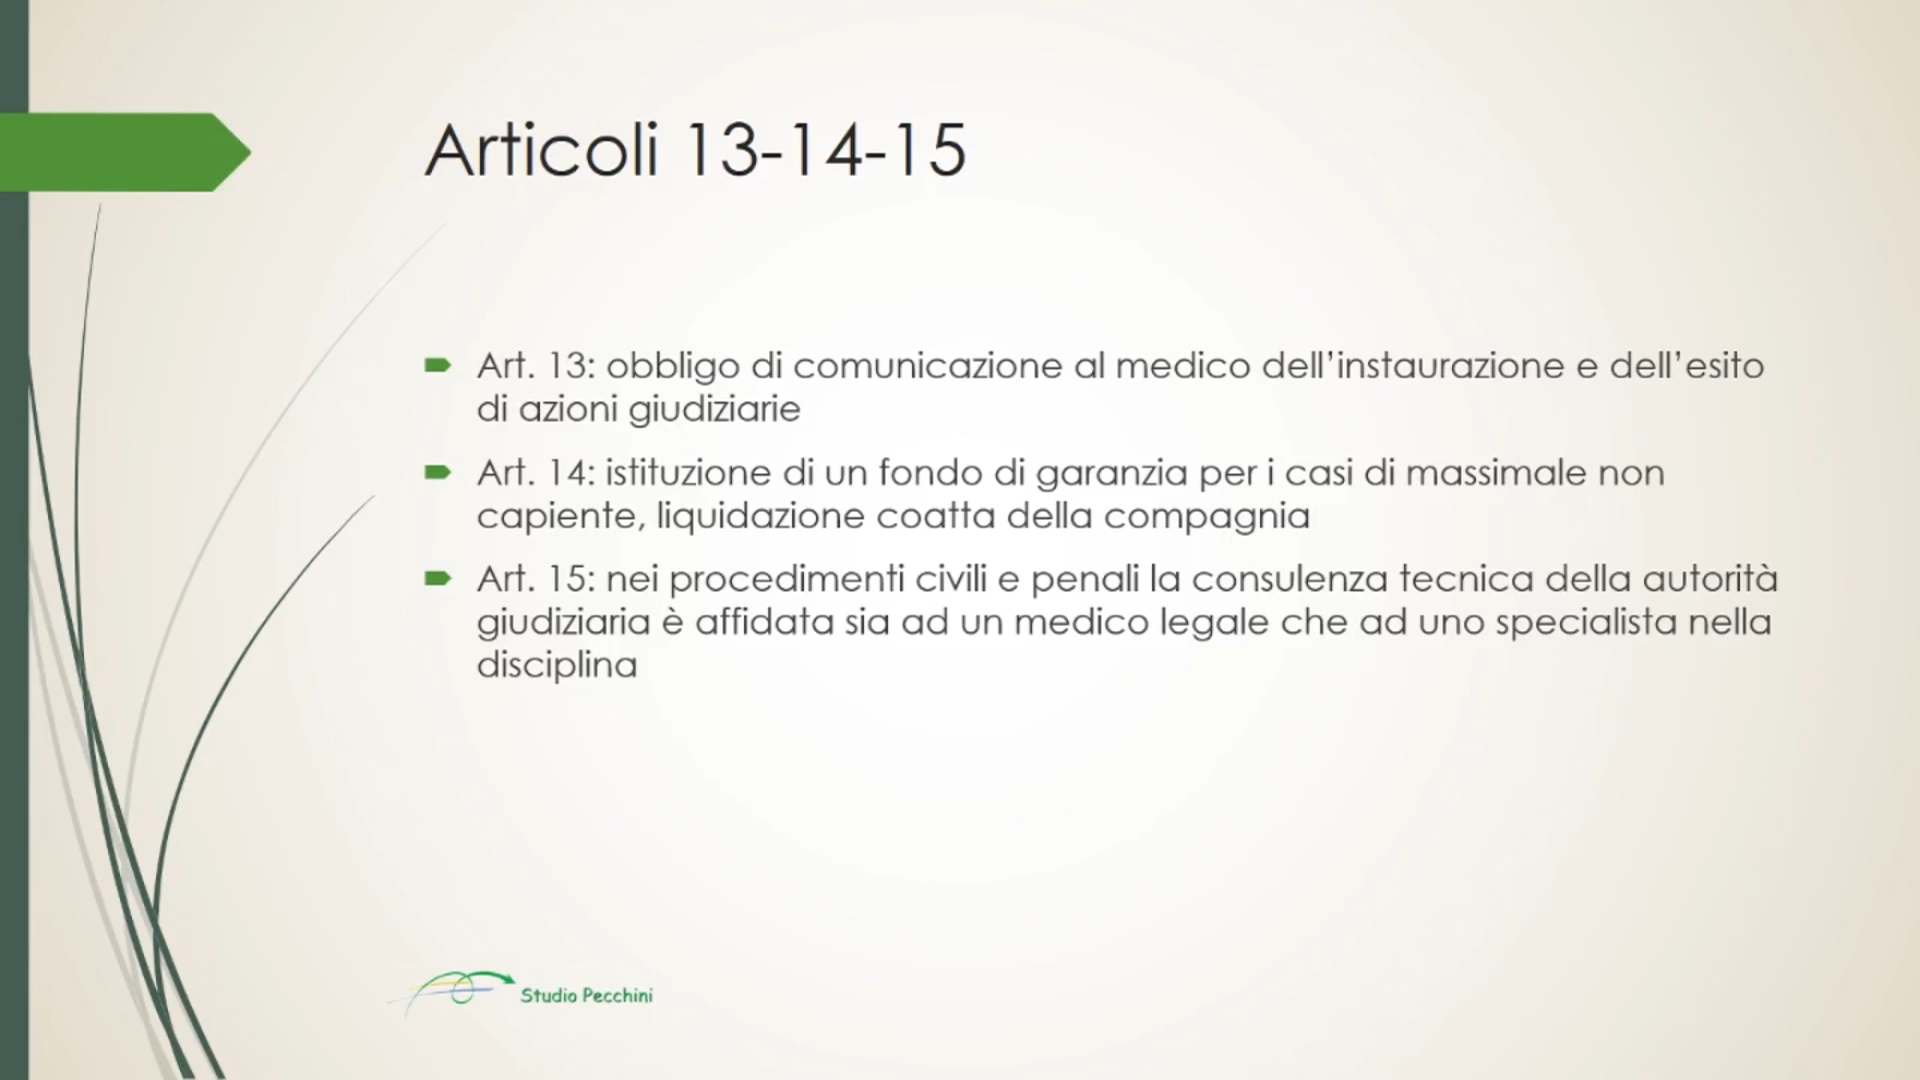 Articoli 13-14-15
Art. 13: obbligo di comunicazione al medico dell’instaurazione e dell’esito
di azioni giudiziarie
Art. 14: istituzione di un fondo di garanzia per i casi di massimale non
capiente, liquidazione coatta della compagnia
Art. 15: nei procedimenti civili e penali la consulenza tecnica della autorità
giudiziaria è affidata sia ad un medico legale che ad uno specialista nella
disciplina
Studio Pecchini